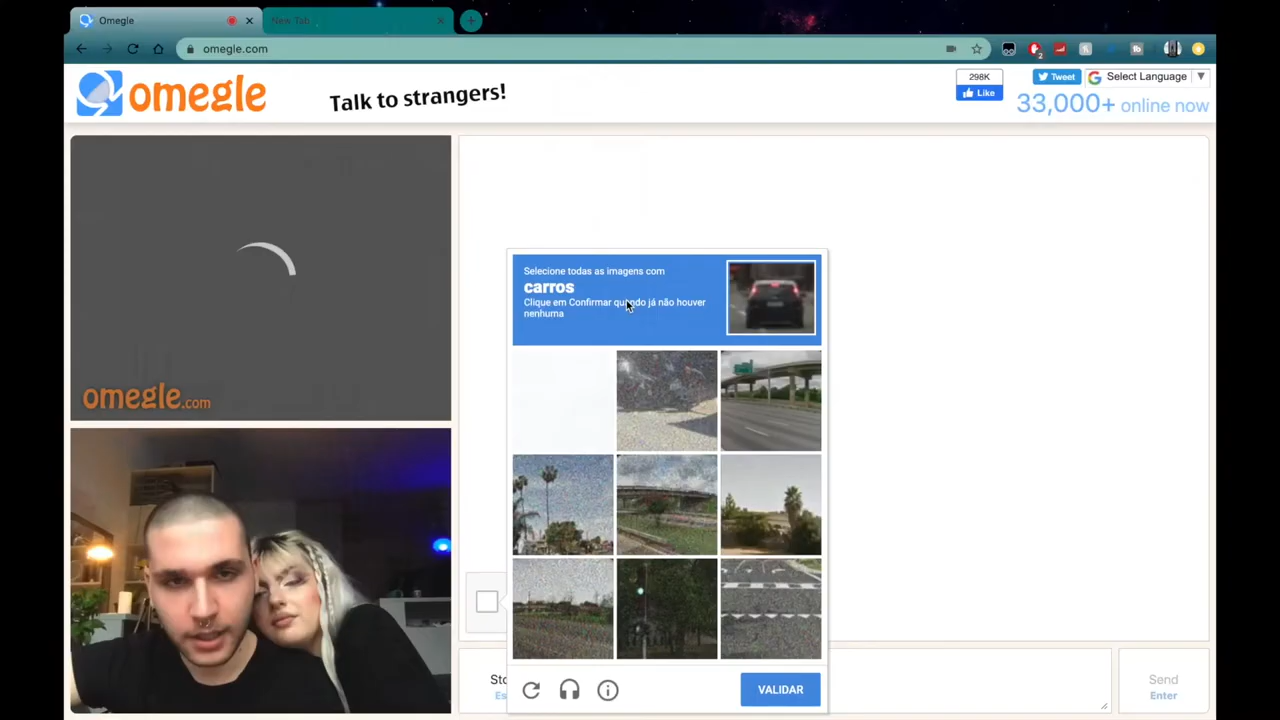 Omegle
New Tab
omegle.com
omegle
Talk to strangers!
298K
Like
Tweet
Select Language
33,000+ online now
omegle.com
Selecione todas as imagens com
carros
Clique em Confirmar quando já não houver
nenhuma
VALIDAR
Send
Enter